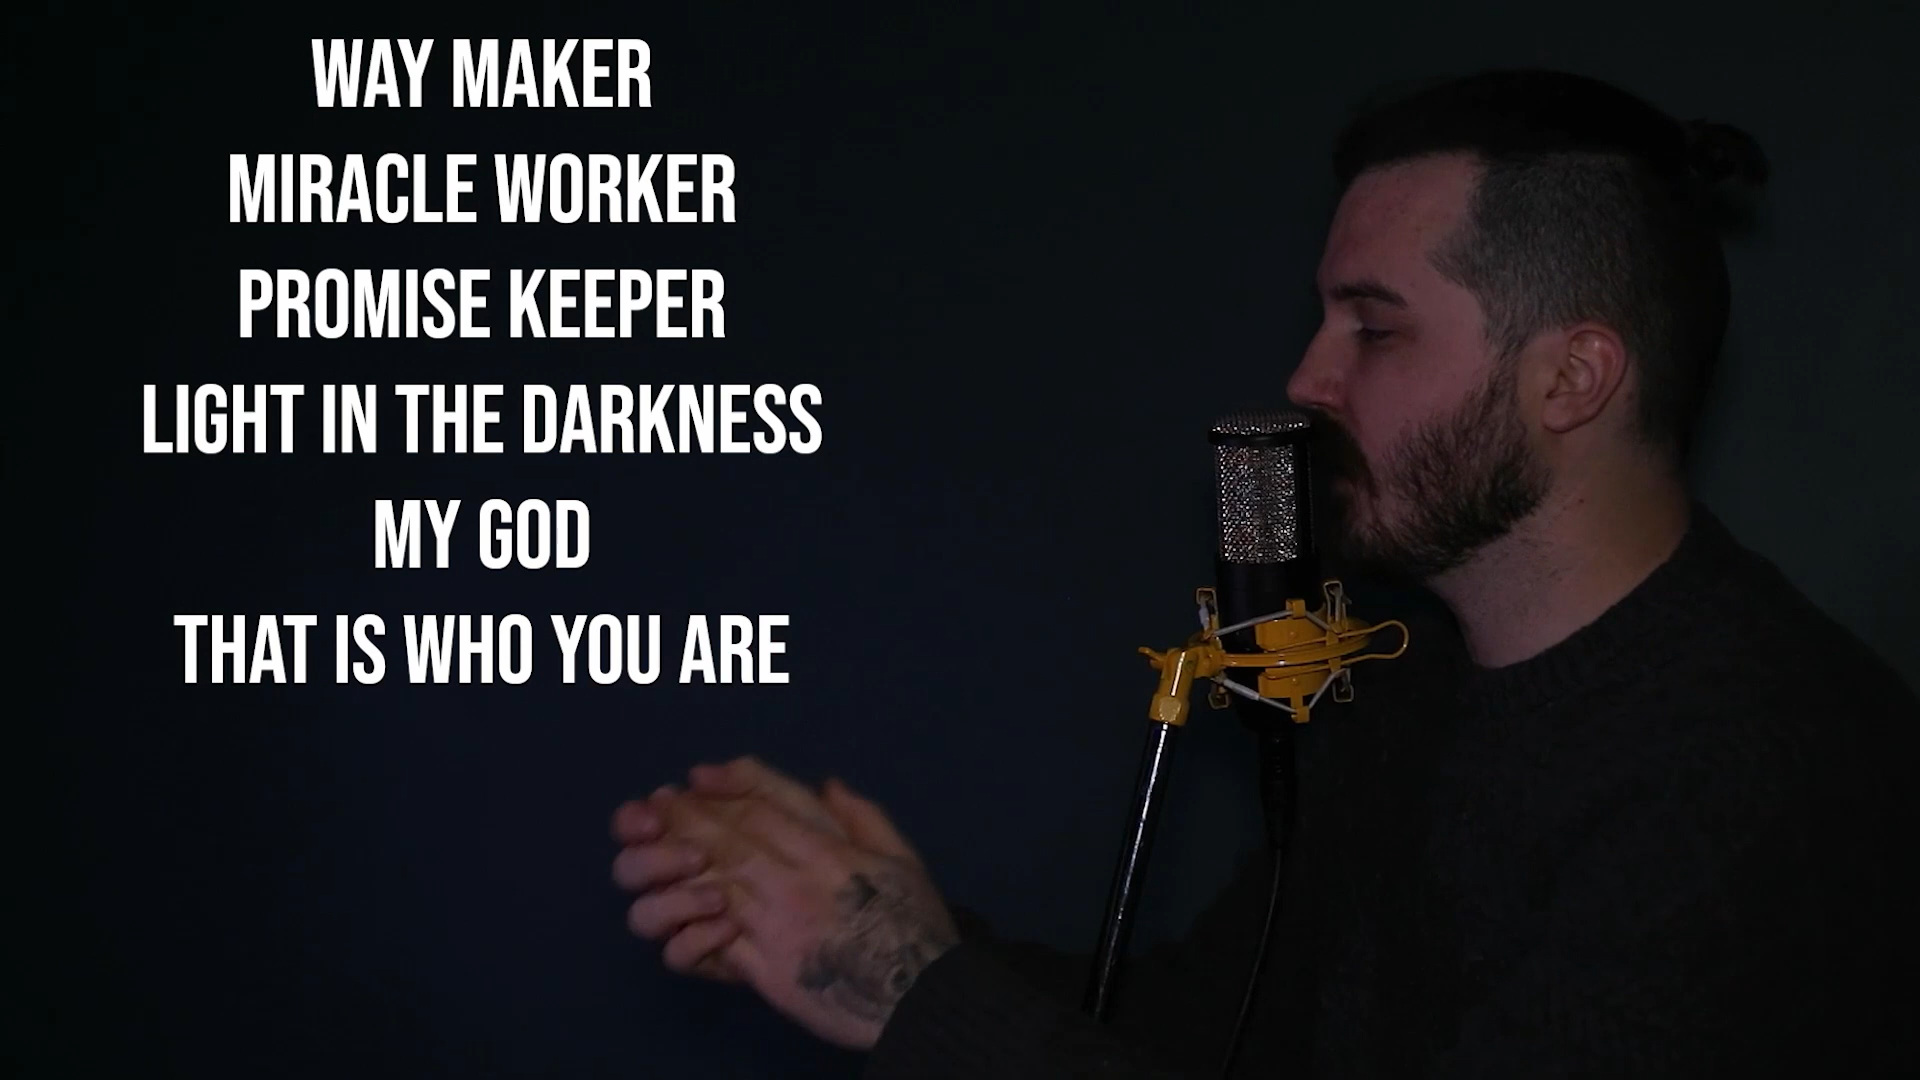 WAY MAKER
MIRACLE WORKER
PROMISE KEEPER
LIGHT IN THE DARKNESS
MY GOD
THAT IS WHO YOU ARE